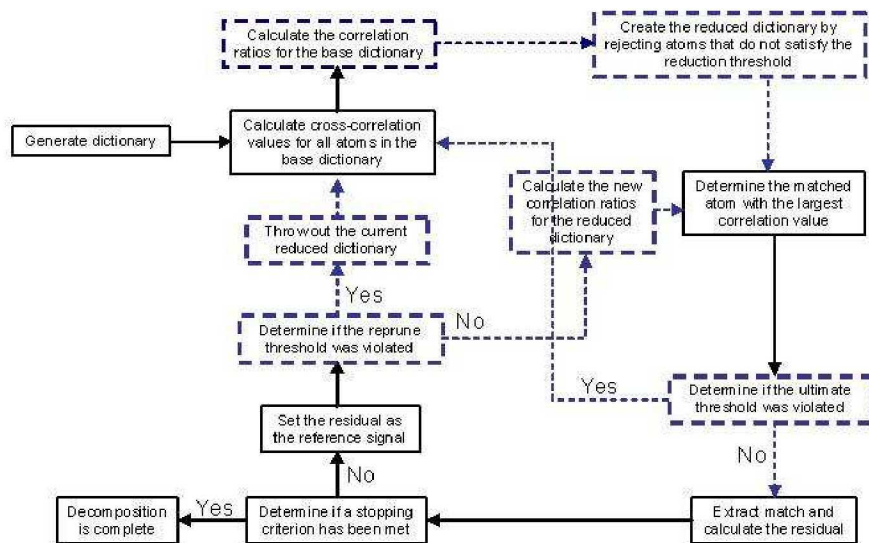 Calculate the correlation
ratios for the base dictionary
Create the reduced dictionary by
rejecting atoms that do not satisfy the
reduction threshold
Generate dictionary
Calculate cross-correlation
values for all atoms in the
base dictionary
Calculate the new
correlation ratios
for the reduced
dictionary
Determine the matched
atom with the largest
correlation value
Throwout the current
reduced dictionary
Yes
No
Determine if the reprune
threshold was violated
Yes
Determine if the ultimate
threshold was violated
Set the residual as
the reference signal
No
No
Decomposition
is complete
Yes
Determine if a stopping
criterion has been met
Extract match and
calculate the residual